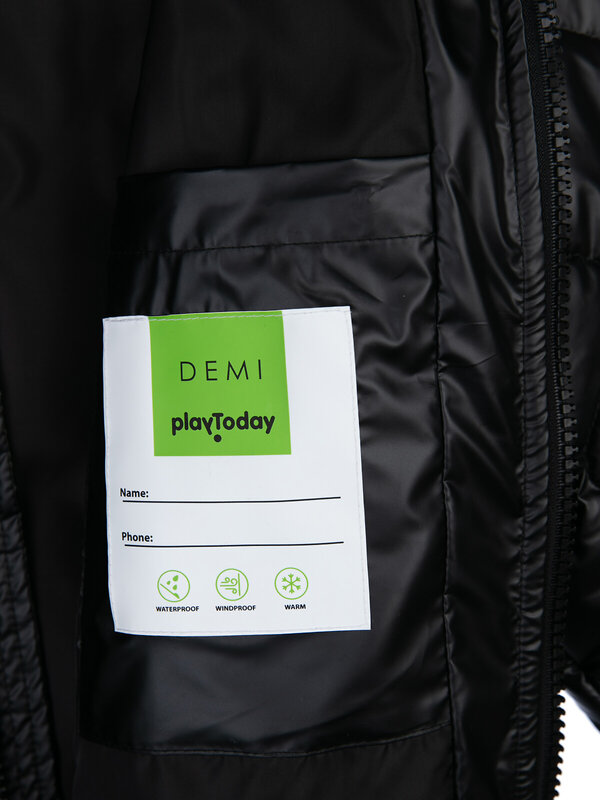 DEMI
playToday
Name:
Phone:
WATERPROOF WINDPROOF WARM